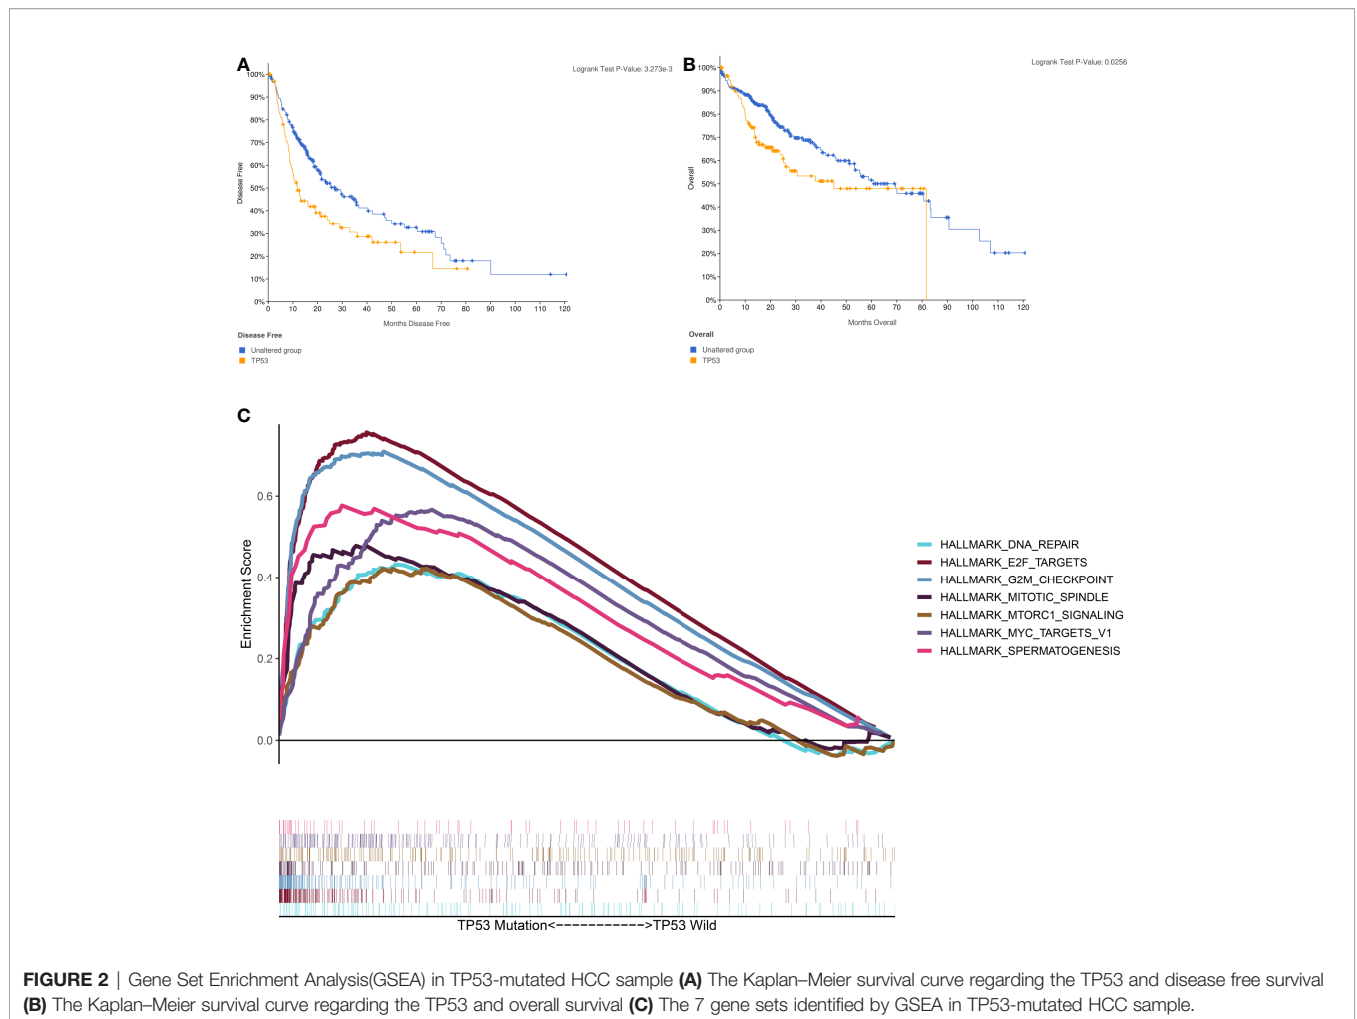 A
Logrank Test P-Value: 3.273e-3
100%
90%
80%
70%
60%
50%
40%
30%
20%
10%
0%
Disease Free
0 10 20 30 40 50 60 70 80 90 100 110 120
Months Disease Free
Disease Free
Unaltered group
TP53
B
Logrank Test P-Value: 0.0256
100%
90%
80%
70%
60%
50%
40%
30%
20%
10%
0%
Overall
0 10 20 30 40 50 60 70 80 90 100 110 120
Months Overall
Overall
Unaltered group
TP53
C
0.6
0.4
0.2
0.0
Enrichment Score
HALLMARK_DNA_REPAIR
HALLMARK_E2F_TARGETS
HALLMARK_G2M_CHECKPOINT
HALLMARK_MITOTIC_SPINDLE
HALLMARK_MTORC1_SIGNALING
HALLMARK_MYC_TARGETS_V1
HALLMARK_SPERMATOGENESIS
TP53 Mutation<------------>TP53 Wild
FIGURE 2 | Gene Set Enrichment Analysis(GSEA) in TP53-mutated HCC sample (A) The Kaplan–Meier survival curve regarding the TP53 and disease free survival
(B) The Kaplan–Meier survival curve regarding the TP53 and overall survival (C) The 7 gene sets identified by GSEA in TP53-mutated HCC sample.